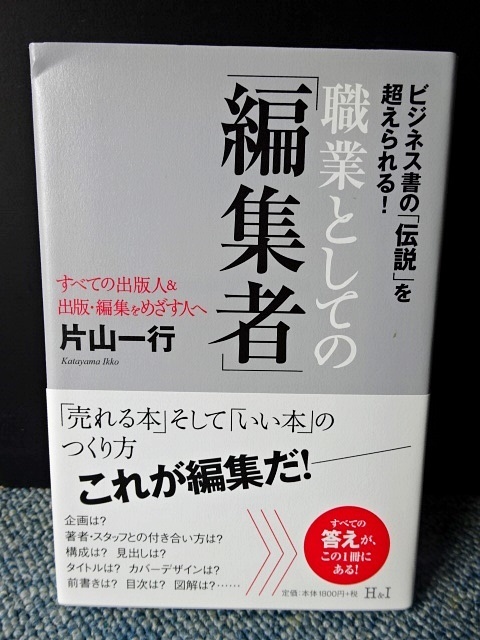 ビジネス書の「伝説」を
超えられる!
職業としての
「編集者」
すべての出版人&
出版・編集をめざす人へ
片山一行
Katayama Ikko
「売れる本」そして「いい本」の
つくり方
これが編集だ!
企画は?
著者・スタッフとの付き合い方は?
構成は? 見出しは?
タイトルは? カバーデザインは?
前書きは? 目次は? 図解は?……
すべての
答えが、
この1冊に
ある!
定価:本体1800円+税
H&I